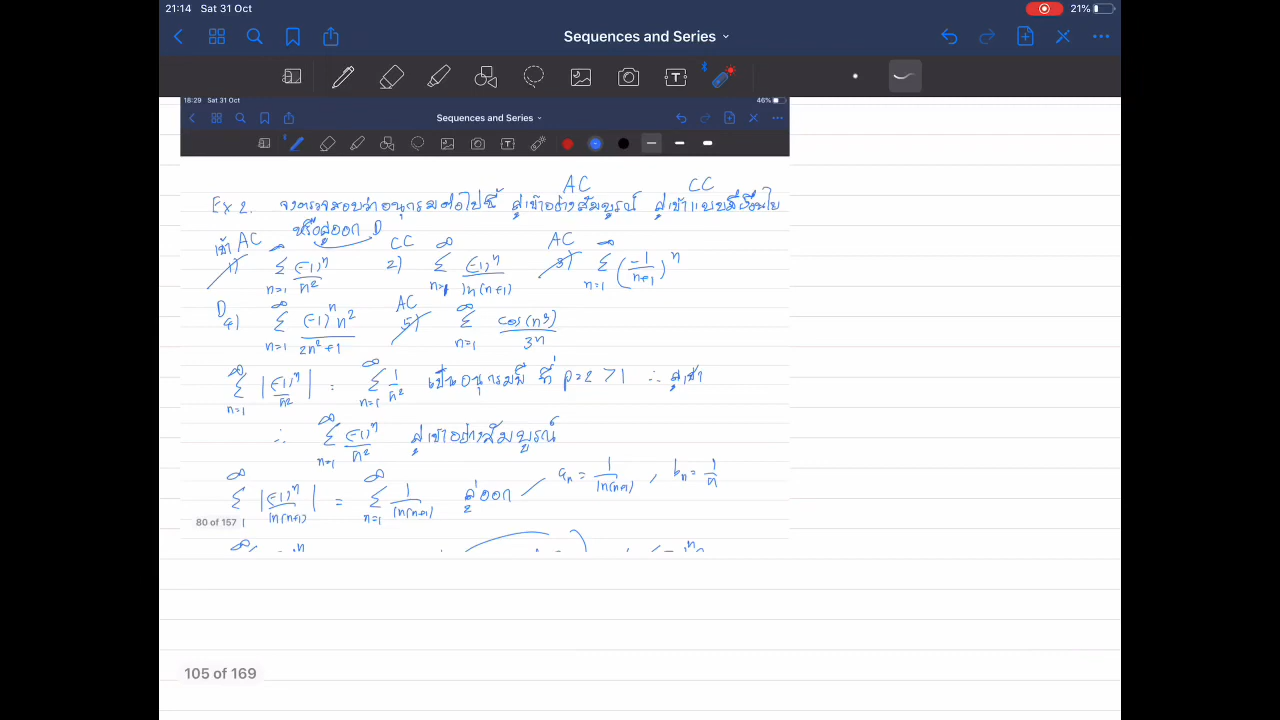 21:14 Sat 31 Oct
21%
Sequences and Series
18:29 Sat 31 Oct
46%
Sequences and Series
AC CC
Ex 2. จงตรวจสอบว่าอนุกรมต่อไปนี้ ลู่เข้าอย่างสัมบูรณ์ ลู่เข้าแบบมีเงื่อนไข
หรือลู่ออก D
เข้า AC CC AC
1) ∞ Σ n=1 (-1)^n / n^2 2) ∞ Σ n=1 (-1)^n / ln(n+1) 3) ∞ Σ n=1 (-1/(n+1))^n
D AC
4) ∞ Σ n=1 (-1)^n n^2 / 2n^2+1 5) ∞ Σ n=1 cos(n^3) / 3^n
∞ Σ n=1 |(-1)^n / n^2| = ∞ Σ n=1 1/n^2 เป็นอนุกรมพี ที่ p=2 > 1 ∴ ลู่เข้า
∴ ∞ Σ n=1 (-1)^n / n^2 ลู่เข้าอย่างสัมบูรณ์
∞ Σ 1 |(-1)^n / ln(n+1)| = ∞ Σ n=1 1/ln(n+1) ลู่ออก a_n = 1/ln(n+1) , b_n = 1/n
80 of 157
105 of 169